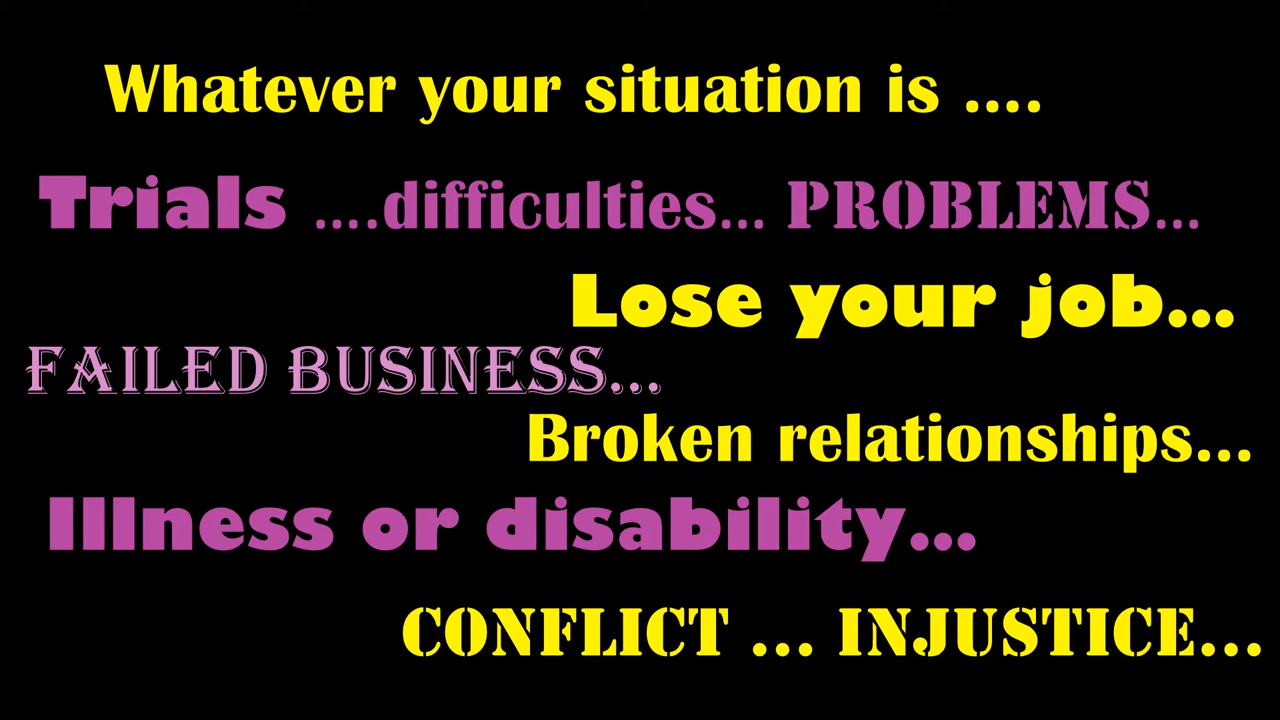 Whatever your situation is ....
Trials ....difficulties... PROBLEMS...
Lose your job...
FAILED BUSINESS...
Broken relationships...
Illness or disability...
CONFLICT ... INJUSTICE...